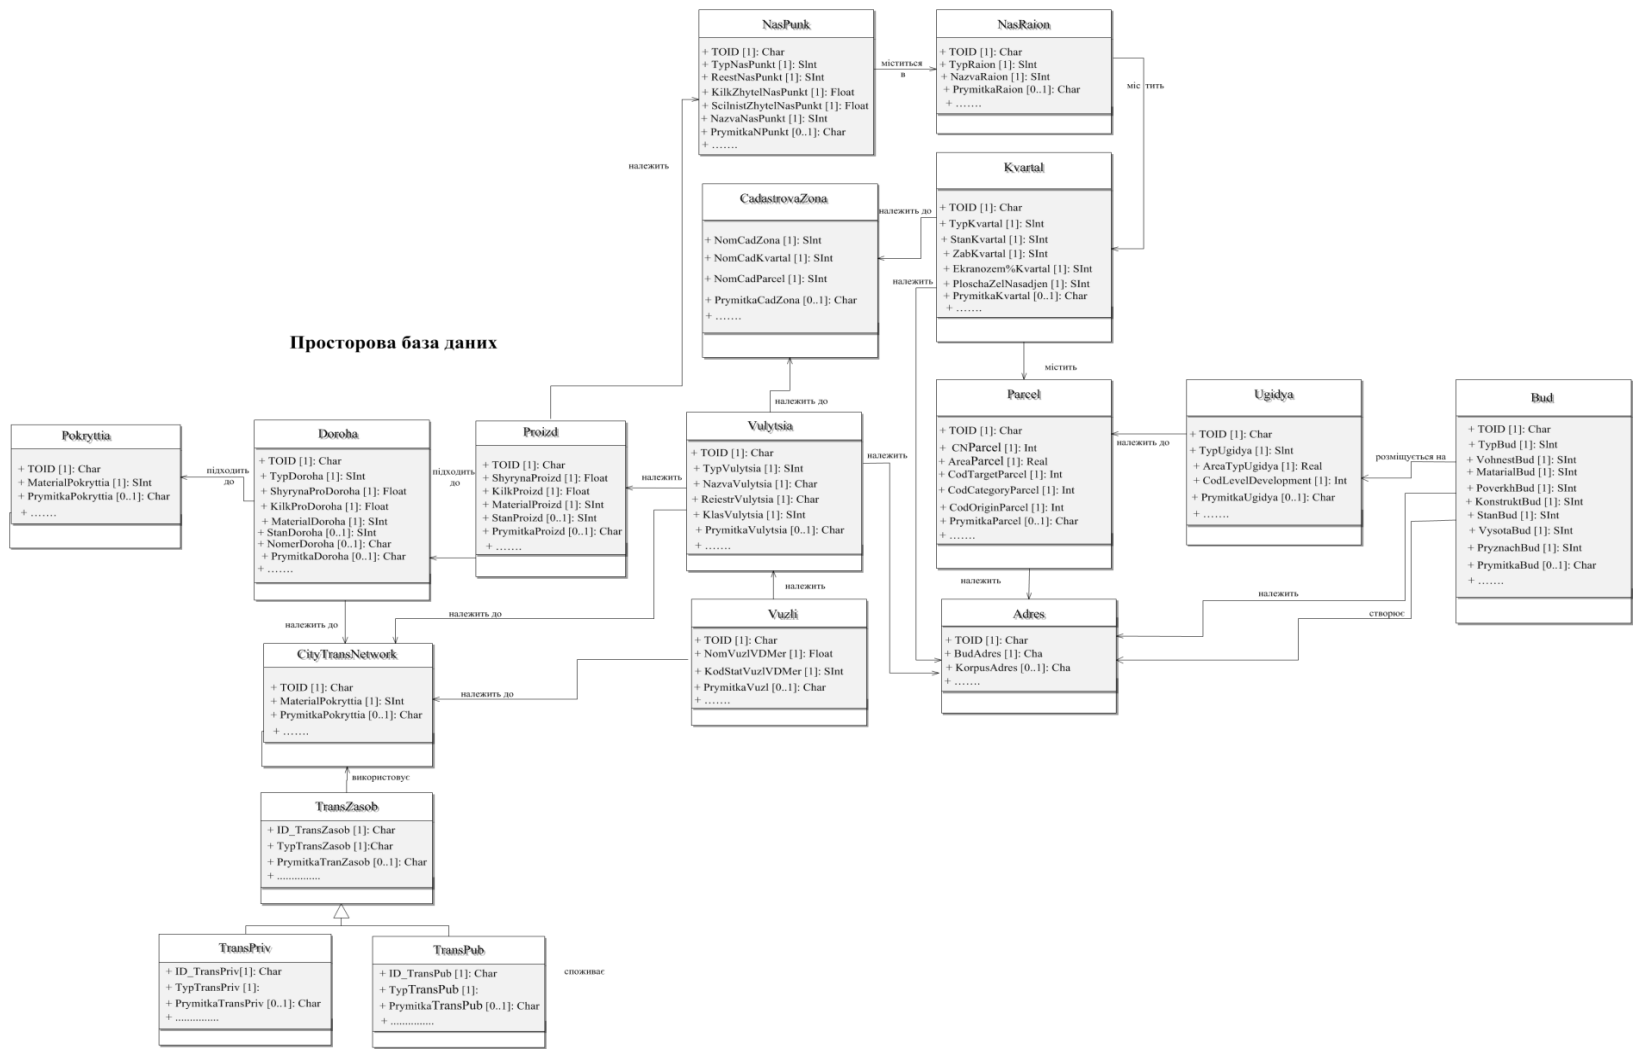 NasPunk
+ TOID [1]: Char
+ TypNasPunkt [1]: SInt
+ ReestNasPunkt [1]: SInt
+ KilkZhytelNasPunkt [1]: Float
+ ScilnistZhytelNasPunkt [1]: Float
+ NazvaNasPunkt [1]: SInt
+ PrymitkaNPunkt [0..1]: Char
+ …….
міститься
в
NasRaion
+ TOID [1]: Char
+ TypRaion [1]: SInt
+ NazvaRaion [1]: SInt
+ PrymitkaRaion [0..1]: Char
+ …….
міс тить
належить
CadastrovaZona
+ NomCadZona [1]: SInt
+ NomCadKvartal [1]: SInt
+ NomCadParcel [1]: SInt
+ PrymitkaCadZona [0..1]: Char
+ …….
належить до
належить
Kvartal
+ TOID [1]: Char
+ TypKvartal [1]: SInt
+ StanKvartal [1]: SInt
+ ZabKvartal [1]: SInt
+ Ekranozem%Kvartal [1]: SInt
+ PloschaZelNasadjen [1]: SInt
+ PrymitkaKvartal [0..1]: Char
+ …….
Просторова база даних
містить
належить до
Pokryttia
+ TOID [1]: Char
+ MaterialPokryttia [1]: SInt
+ PrymitkaPokryttia [0..1]: Char
+ …….
підходить
до
Doroha
+ TOID [1]: Char
+ TypDoroha [1]: SInt
+ ShyrynaProDoroha [1]: Float
+ KilkProDoroha [1]: Float
+ MaterialDoroha [1]: SInt
+ StanDoroha [0..1]: SInt
+ NomerDoroha [0..1]: Char
+ PrymitkaDoroha [0..1]: Char
+ …….
підходить
до
Proizd
+ TOID [1]: Char
+ ShyrynaProizd [1]: Float
+ KilkProizd [1]: Float
+ MaterialProizd [1]: SInt
+ StanProizd [0..1]: SInt
+ PrymitkaProizd [0..1]: Char
+ …….
належить
Vulytsia
+ TOID [1]: Char
+ TypVulytsia [1]: SInt
+ NazvaVulytsia [1]: Char
+ ReiestrVulytsia [1]: Char
+ KlasVulytsia [1]: SInt
+ PrymitkaVulytsia [0..1]: Char
+ …….
належить
Parcel
+ TOID [1]: Char
+ CNParcel [1]: Int
+ AreaParcel [1]: Real
+ CodTargetParcel [1]: Int
+ CodCategoryParcel [1]: Int
+ CodOriginParcel [1]: Int
+ PrymitkaParcel [0..1]: Char
+ …….
належить до
Ugidya
+ TOID [1]: Char
+ TypUgidya [1]: SInt
+ AreaTypUgidya [1]: Real
+ CodLevelDevelopment [1]: Int
+ PrymitkaUgidya [0..1]: Char
+ …….
розміщується на
Bud
+ TOID [1]: Char
+ TypBud [1]: SInt
+ VohnestBud [1]: SInt
+ MatarialBud [1]: SInt
+ PoverkhBud [1]: SInt
+ KonstruktBud [1]: SInt
+ StanBud [1]: SInt
+ VysotaBud [1]: SInt
+ PryznachBud [1]: SInt
+ PrymitkaBud [0..1]: Char
+ …….
належить
належить
належить
створює
належить до
належить до
CityTransNetwork
+ TOID [1]: Char
+ MaterialPokryttia [1]: SInt
+ PrymitkaPokryttia [0..1]: Char
+ …….
належить до
Vuzli
+ TOID [1]: Char
+ NomVuzlVDMer [1]: Float
+ KodStatVuzlVDMer [1]: SInt
+ PrymitkaVuzl [0..1]: Char
+ …….
Adres
+ TOID [1]: Char
+ BudAdres [1]: Cha
+ KorpusAdres [0..1]: Cha
+ …….
використовує
TransZasob
+ ID_TransZasob [1]: Char
+ TypTransZasob [1]:Char
+ PrymitkaTranZasob [0..1]: Char
+ ...............
TransPriv
+ ID_TransPriv[1]: Char
+ TypTransPriv [1]:
+ PrymitkaTransPriv [0..1]: Char
+ ...............
TransPub
+ ID_TransPub [1]: Char
+ TypTransPub [1]:
+ PrymitkaTransPub [0..1]: Char
+ ...............
споживає